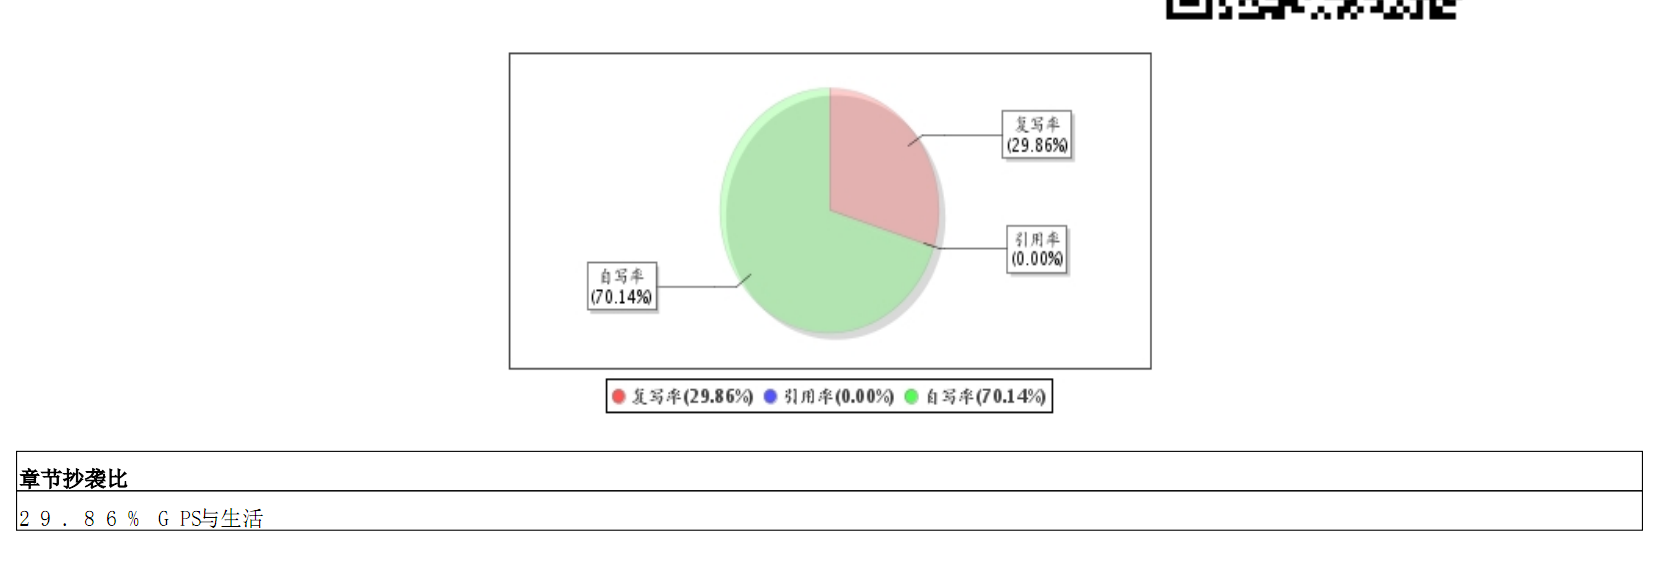 复写率
(29.86%)
引用率
(0.00%)
自写率
(70.14%)
复写率(29.86%) 引用率(0.00%) 自写率(70.14%)
章节抄袭比
29.86% GPS与生活